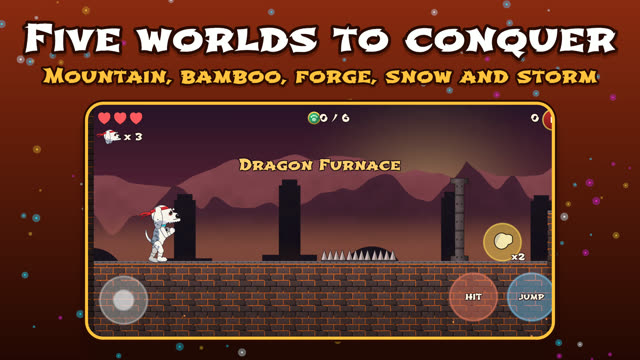 Five worlds to conquer
Mountain, bamboo, forge, snow and storm
0 / 6
0
x 3
Dragon Furnace
x2
HIT
JUMP